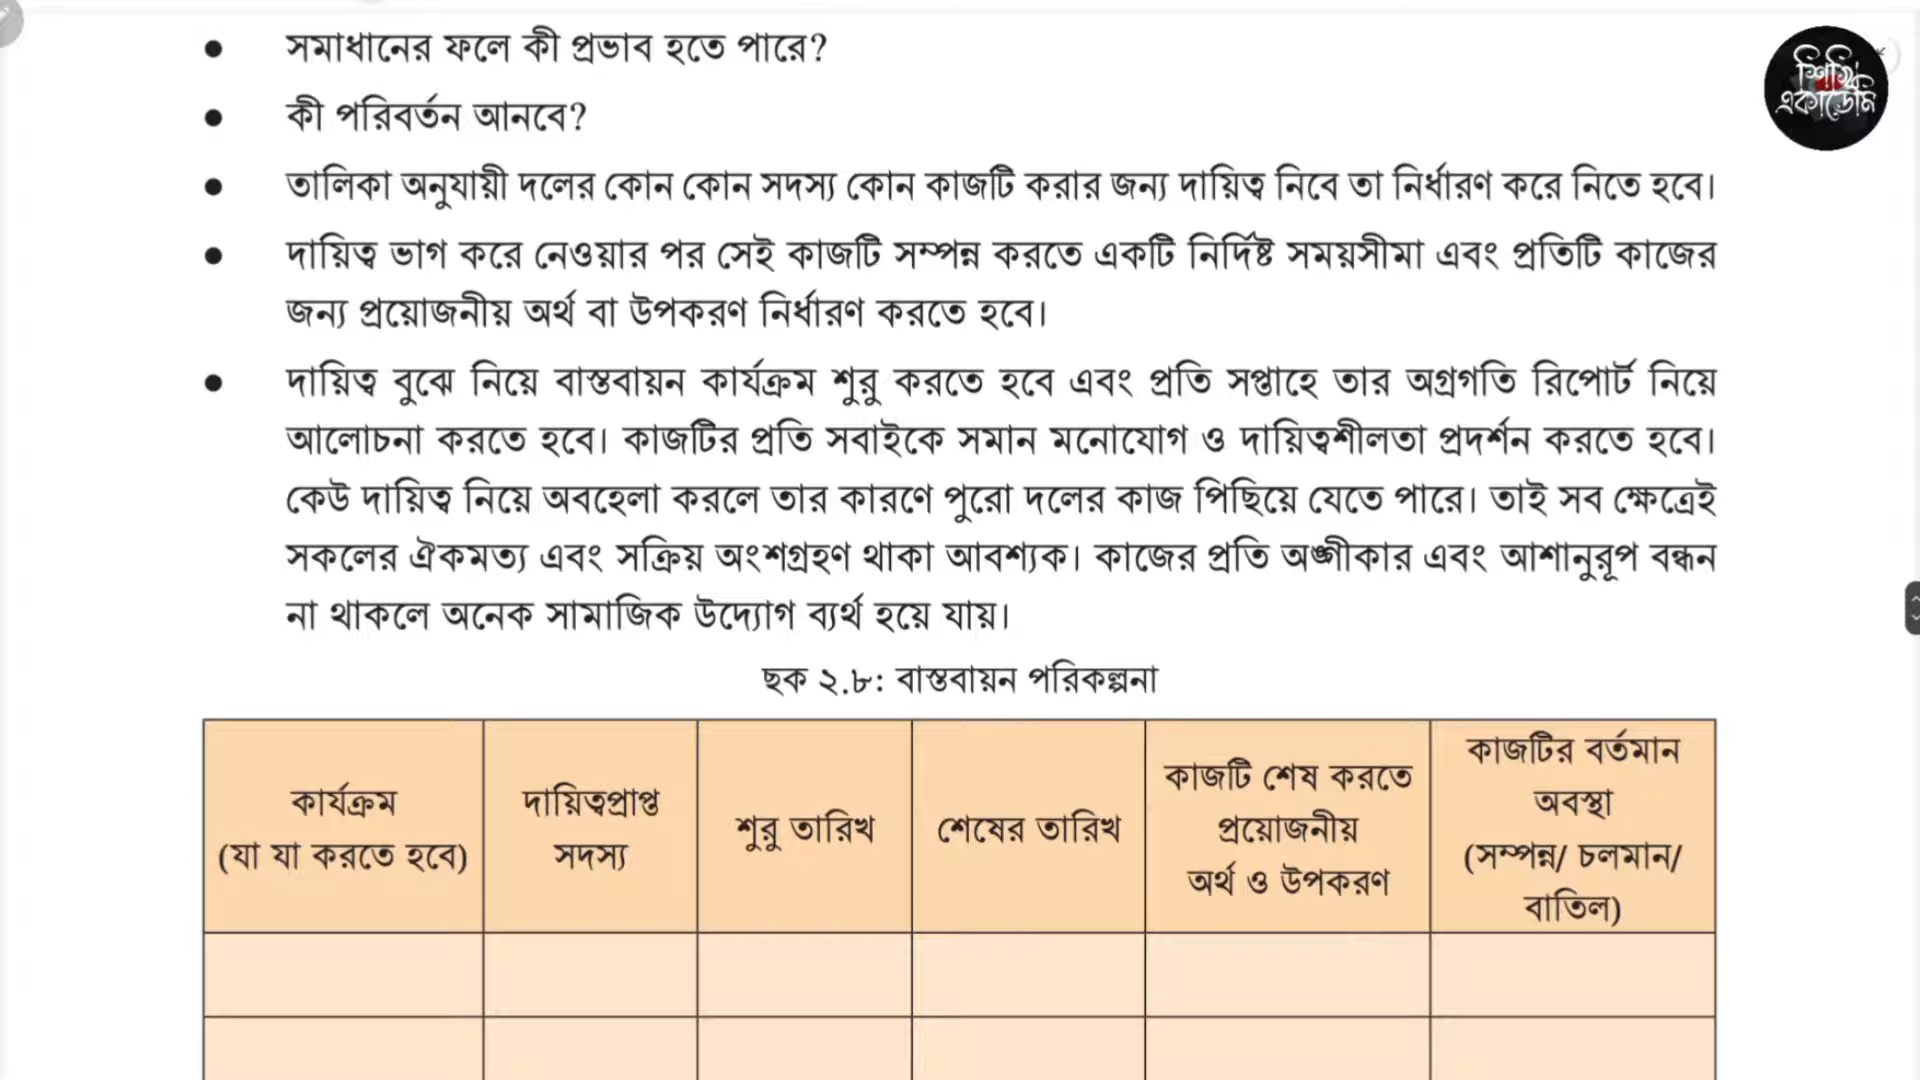 সমাধানের ফলে কী প্রভাব হতে পারে?
শিখি
একাডেমি
কী পরিবর্তন আনবে?
তালিকা অনুযায়ী দলের কোন কোন সদস্য কোন কাজটি করার জন্য দায়িত্ব নিবে তা নির্ধারণ করে নিতে হবে।
দায়িত্ব ভাগ করে নেওয়ার পর সেই কাজটি সম্পন্ন করতে একটি নির্দিষ্ট সময়সীমা এবং প্রতিটি কাজের
জন্য প্রয়োজনীয় অর্থ বা উপকরণ নির্ধারণ করতে হবে।
দায়িত্ব বুঝে নিয়ে বাস্তবায়ন কার্যক্রম শুরু করতে হবে এবং প্রতি সপ্তাহে তার অগ্রগতি রিপোর্ট নিয়ে
আলোচনা করতে হবে। কাজটির প্রতি সবাইকে সমান মনোযোগ ও দায়িত্বশীলতা প্রদর্শন করতে হবে।
কেউ দায়িত্ব নিয়ে অবহেলা করলে তার কারণে পুরো দলের কাজ পিছিয়ে যেতে পারে। তাই সব ক্ষেত্রেই
সকলের ঐকমত্য এবং সক্রিয় অংশগ্রহণ থাকা আবশ্যক। কাজের প্রতি অঙ্গীকার এবং আশানুরূপ বন্ধন
না থাকলে অনেক সামাজিক উদ্যোগ ব্যর্থ হয়ে যায়।
ছক ২.৮: বাস্তবায়ন পরিকল্পনা
কার্যক্রম
(যা যা করতে হবে)
দায়িত্বপ্রাপ্ত
সদস্য
শুরু তারিখ
শেষের তারিখ
কাজটি শেষ করতে
প্রয়োজনীয়
অর্থ ও উপকরণ
কাজটির বর্তমান
অবস্থা
(সম্পন্ন/ চলমান/
বাতিল)